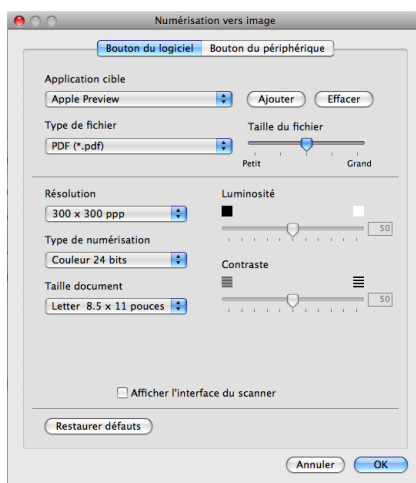 Numérisation vers image
Bouton du logiciel Bouton du périphérique
Application cible
Apple Preview Ajouter Effacer
Type de fichier Taille du fichier
PDF (*.pdf)
Petit Grand
Résolution Luminosité
300 x 300 ppp
50
Type de numérisation
Couleur 24 bits
Contraste
Taille document
Letter 8.5 x 11 pouces 50
Afficher l'interface du scanner
Restaurer défauts
Annuler OK